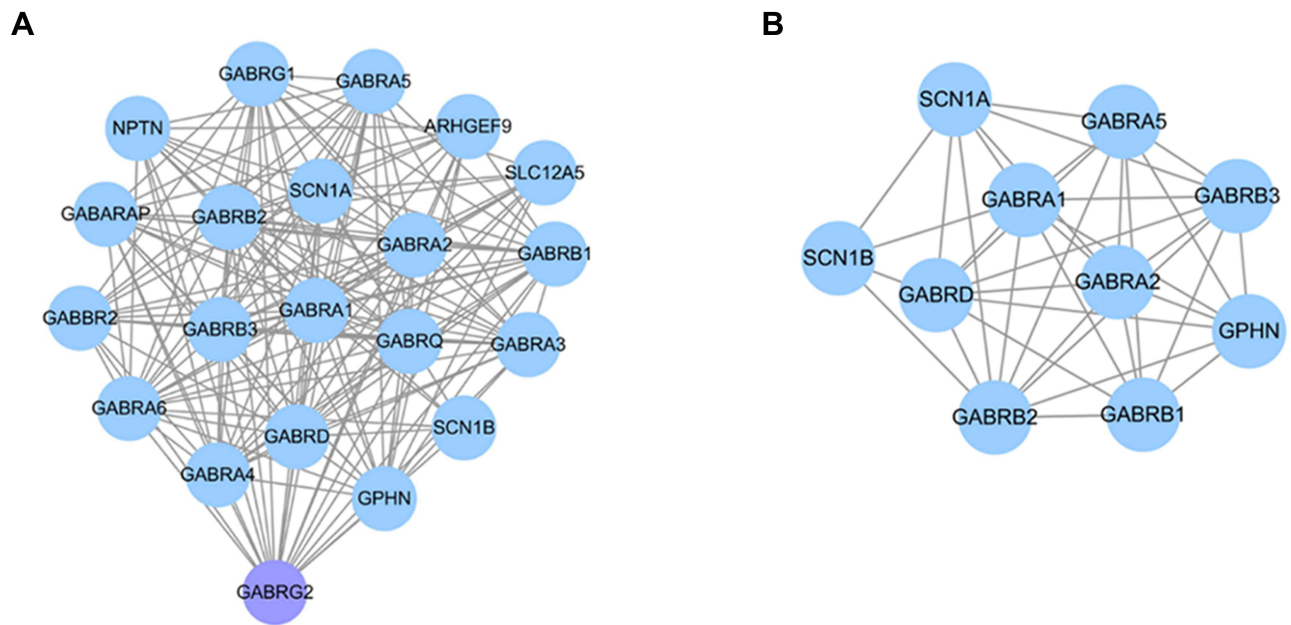 A
GABRG1
GABRA5
NPTN
ARHGEF9
SLC12A5
SCN1A
GABARAP
GABRB2
GABRA2
GABRB1
GABBR2
GABRB3
GABRA1
GABRQ
GABRA3
GABRA6
GABRD
SCN1B
GABRA4
GPHN
GABRG2
B
SCN1A
GABRA5
GABRA1
GABRB3
SCN1B
GABRD
GABRA2
GPHN
GABRB2
GABRB1